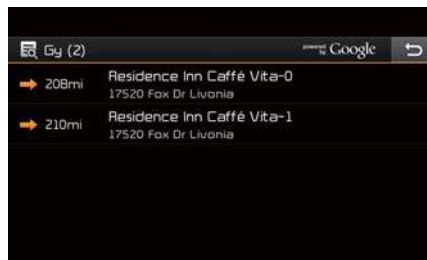 Gy (2)
powered by Google
208mi
Residence Inn Caffé Vita-0
17520 Fox Dr Livonia
210mi
Residence Inn Caffé Vita-1
17520 Fox Dr Livonia